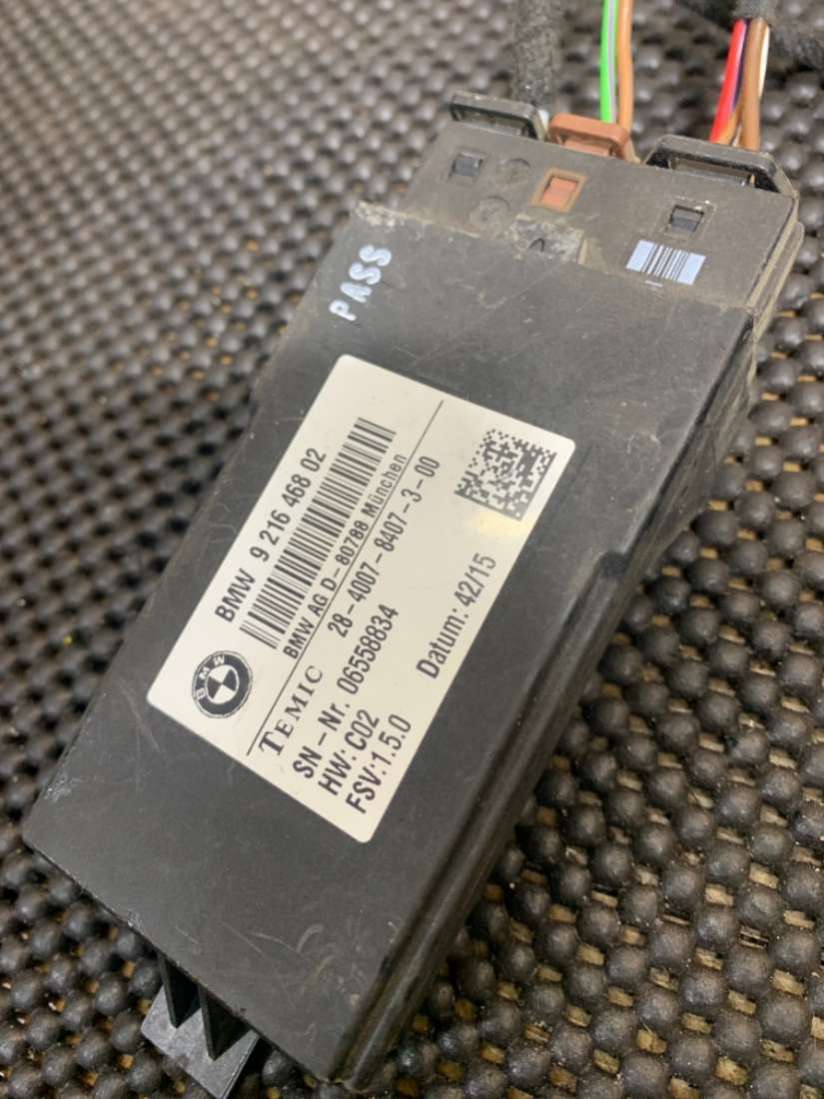 PASS
BMW 9 216 468 02
BMW AG D-80788 München
BMW
TEMIC 28-4007-8407-3-00
SN-Nr. 06558834
HW: C02
FSV:1.5.0 Datum: 42/15